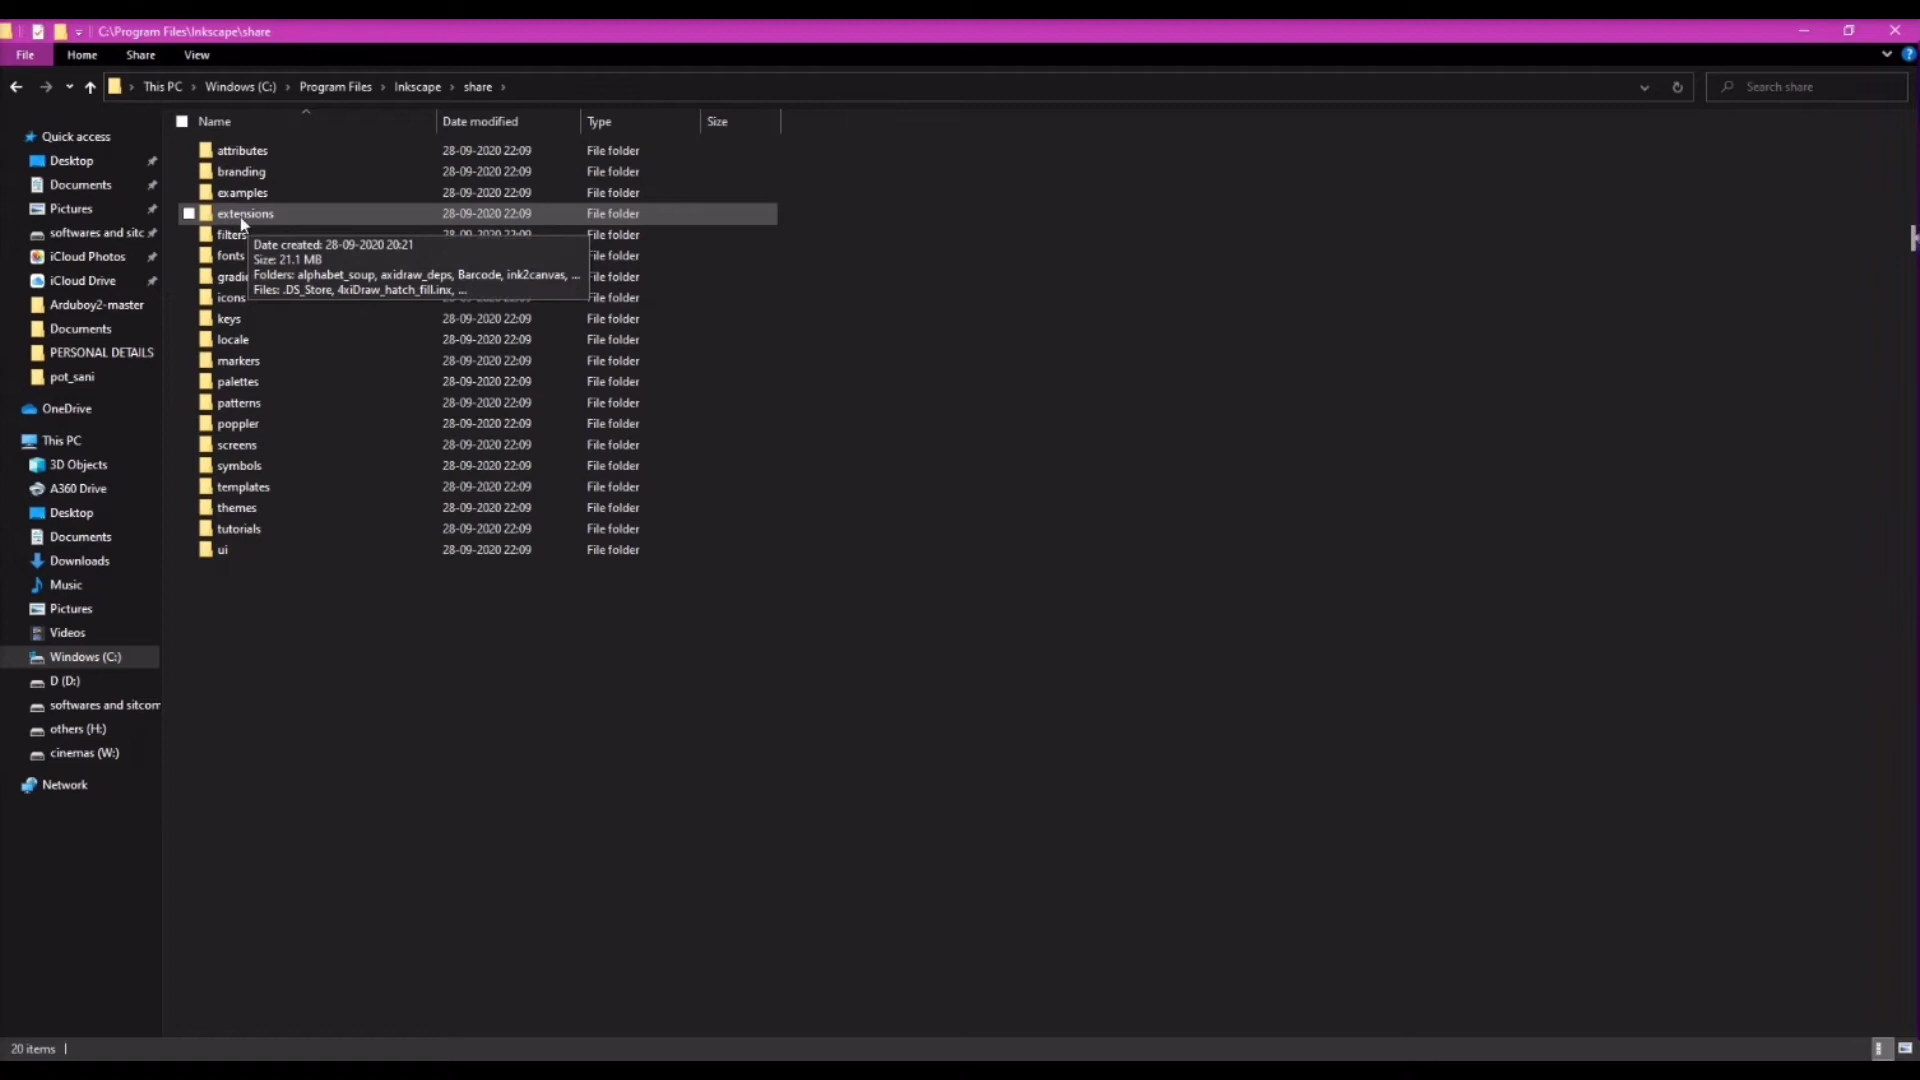 C:\Program Files\Inkscape\share
File Home Share View
This PC Windows (C:) Program Files Inkscape share Search share
Name Date modified Type Size
Quick access
Desktop
Documents
Pictures
softwares and sitc
iCloud Photos
iCloud Drive
Arduboy2-master
Documents
PERSONAL DETAILS
pot_sani
OneDrive
This PC
3D Objects
A360 Drive
Desktop
Documents
Downloads
Music
Pictures
Videos
Windows (C:)
D (D:)
softwares and sitcom
others (H:)
cinemas (W:)
Network
attributes 28-09-2020 22:09 File folder
branding 28-09-2020 22:09 File folder
examples 28-09-2020 22:09 File folder
extensions 28-09-2020 22:09 File folder
filters 28-09-2020 22:09 File folder
fonts File folder
gradie File folder
icons File folder
Date created: 28-09-2020 20:21
Size: 21.1 MB
Folders: alphabet_soup, axidraw_deps, Barcode, ink2canvas, ...
Files: .DS_Store, 4xiDraw_hatch_fill.inx, ...
keys 28-09-2020 22:09 File folder
locale 28-09-2020 22:09 File folder
markers 28-09-2020 22:09 File folder
palettes 28-09-2020 22:09 File folder
patterns 28-09-2020 22:09 File folder
poppler 28-09-2020 22:09 File folder
screens 28-09-2020 22:09 File folder
symbols 28-09-2020 22:09 File folder
templates 28-09-2020 22:09 File folder
themes 28-09-2020 22:09 File folder
tutorials 28-09-2020 22:09 File folder
ui 28-09-2020 22:09 File folder
20 items